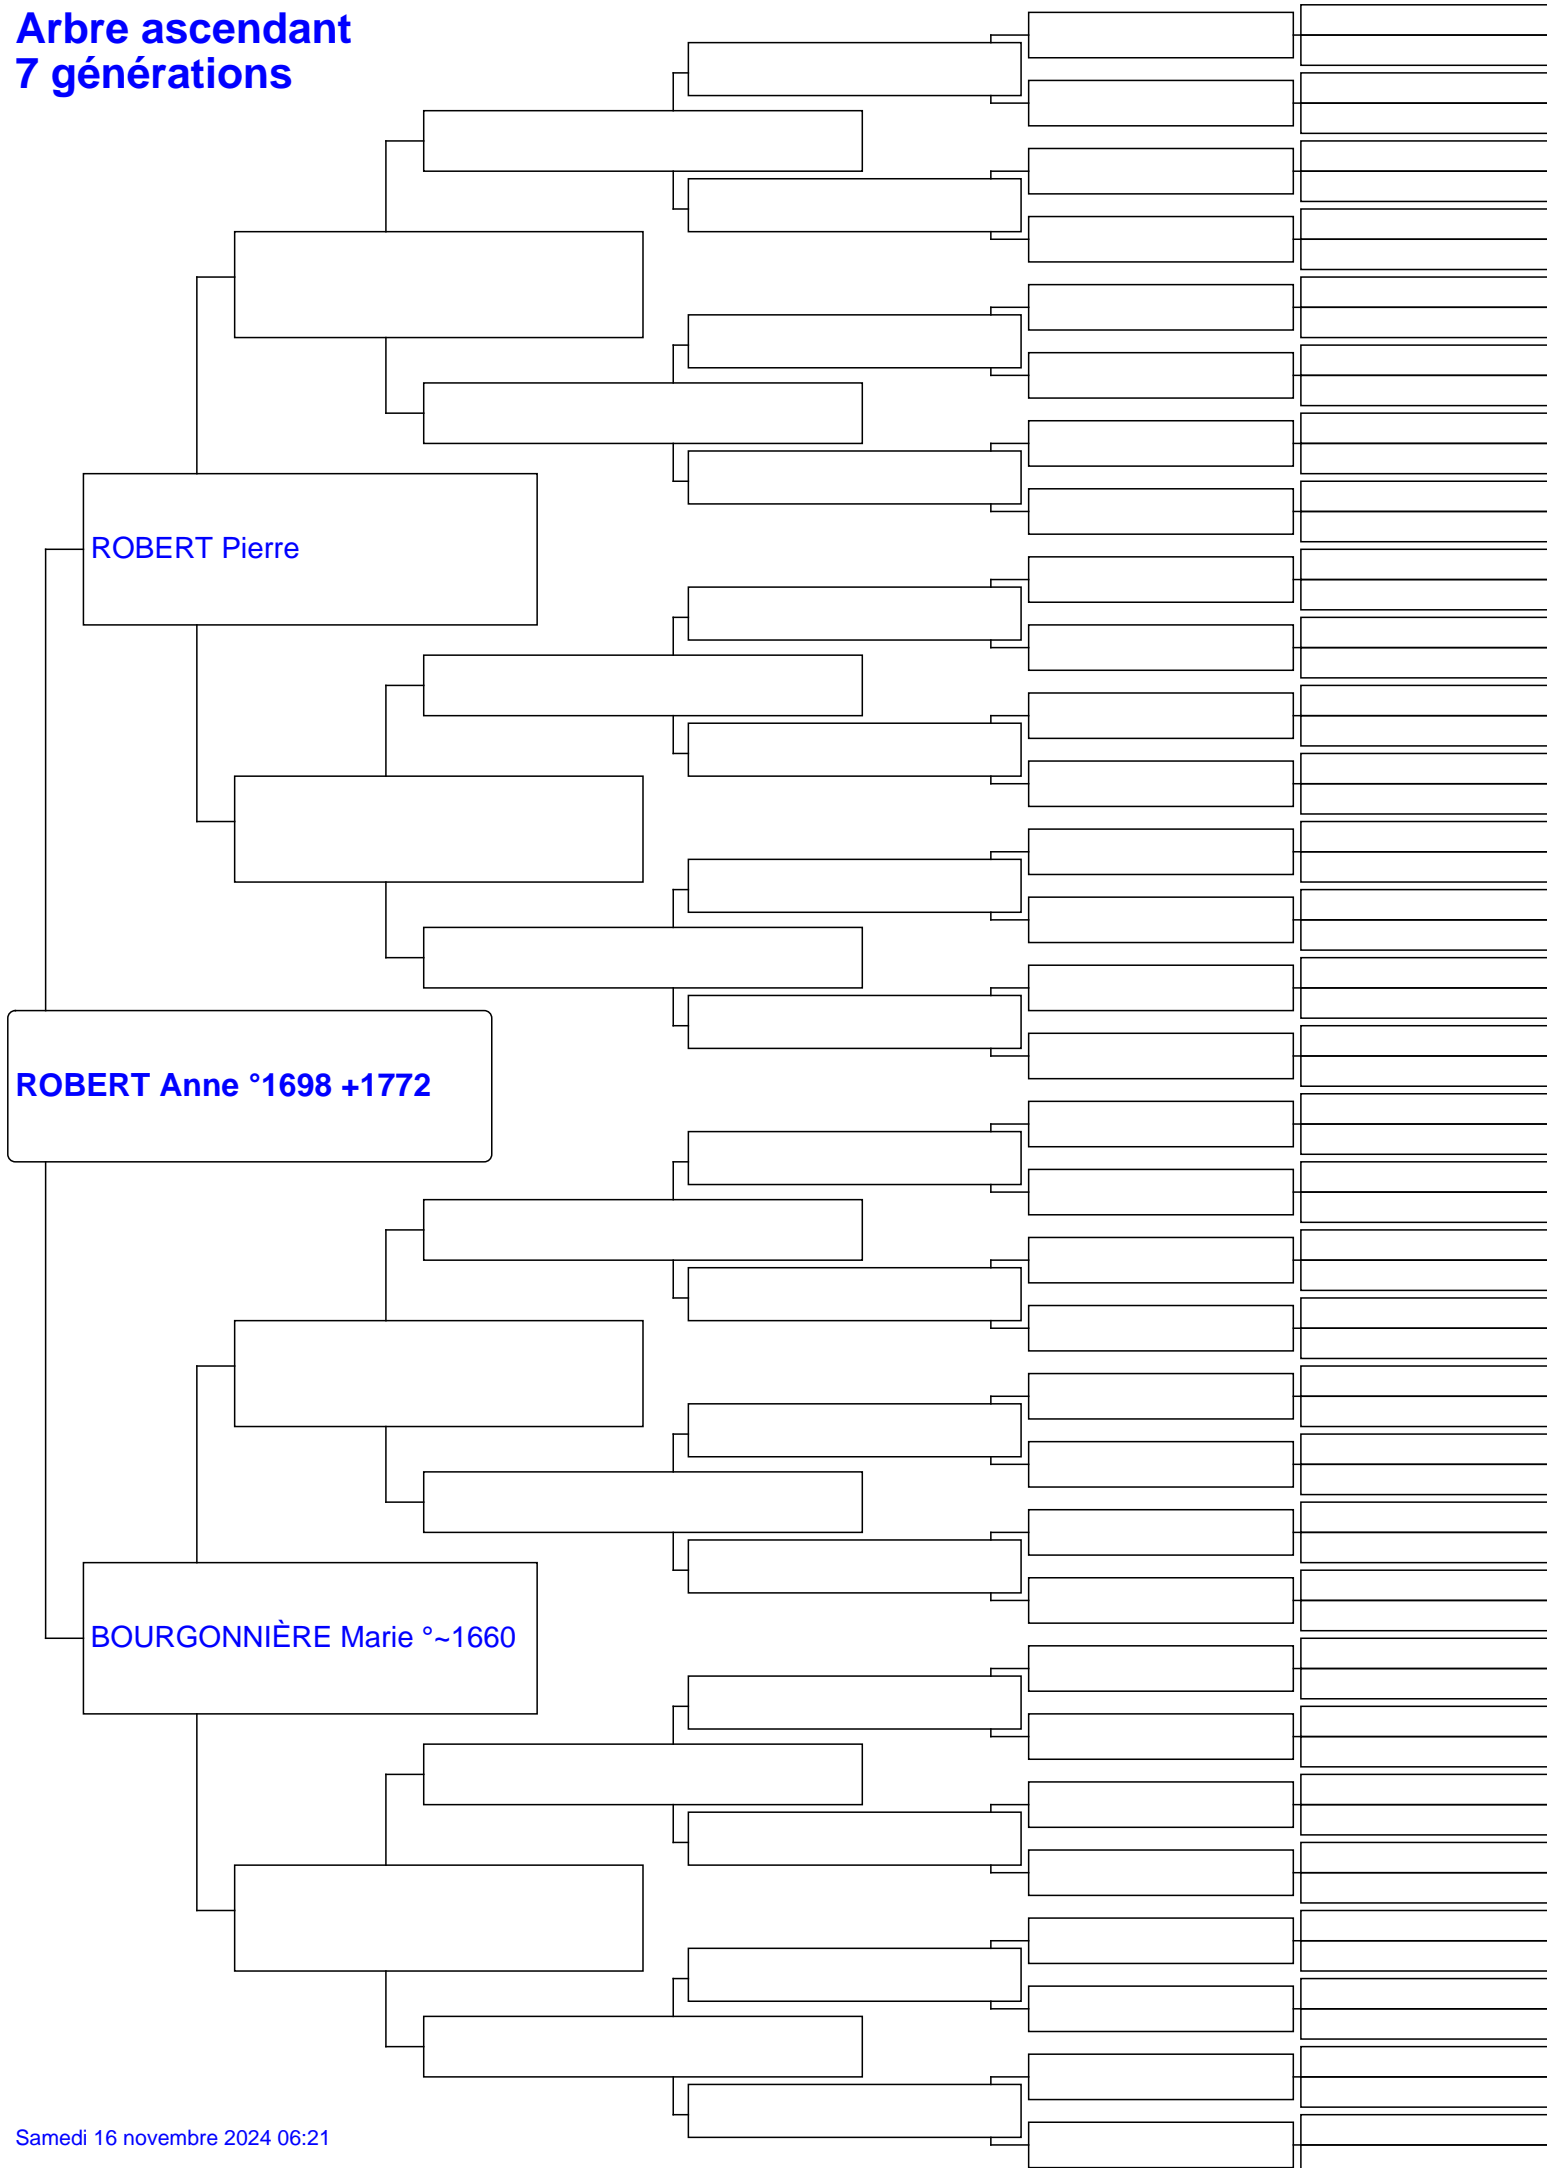 Arbre ascendant
7 générations
ROBERT Pierre
ROBERT Anne °1698 +1772
BOURGONNIÈRE Marie °~1660
Samedi 16 novembre 2024 06:21